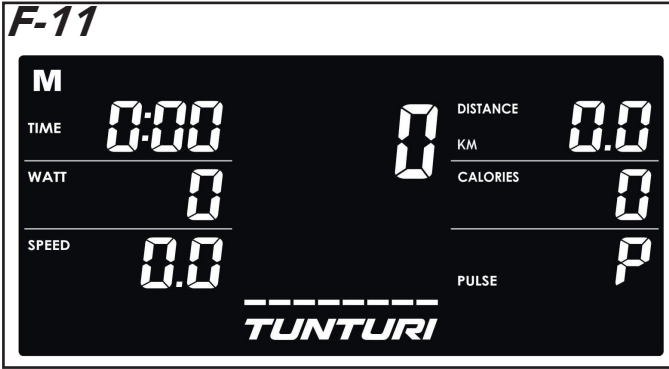 F-11
M
TIME 0:00
WATT 0
SPEED 0.0
0
DISTANCE 0.0
KM
CALORIES 0
PULSE P
TUNTURI